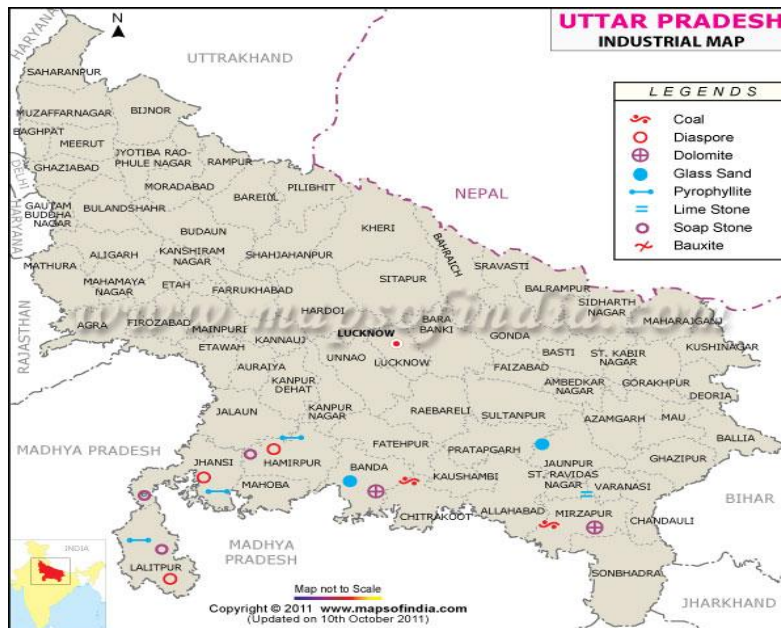 UTTAR PRADESH
INDUSTRIAL MAP
N
HARYANA
UTTRAKHAND
SAHARANPUR
LEGENDS
Coal
Diaspore
Dolomite
Glass Sand
Pyrophyllite
Lime Stone
Soap Stone
Bauxite
MUZAFFARNAGAR
BIJNOR
BAGHPAT
MEERUT
JYOTIBA RAO-
PHULE NAGAR
RAMPUR
DELHI
GHAZIABAD
MORADABAD
BAREILLY
PILIBHIT
NEPAL
HARYANA
GAUTAM
BUDDHA
NAGAR
BULANDSHAHR
BUDAUN
KHERI
BAHRAICH
SRAVASTI
MATHURA
ALIGARH
KANSHIRAM
NAGAR
SHAHJAHANPUR
SITAPUR
BALRAMPUR
MAHAMAYA
NAGAR
ETAH
FARRUKHABAD
HARDOI
SIDHARTH
NAGAR
MAHARAJGANJ
www.mapsofindia.com
RAJASTHAN
AGRA
FIROZABAD
MAINPURI
LUCKNOW
BARA
BANKI
GONDA
KUSHINAGAR
ETAWAH
KANNAUJ
UNNAO
LUCKNOW
FAIZABAD
BASTI
ST. KABIR
NAGAR
AURAIYA
KANPUR
DEHAT
AMBEDKAR
NAGAR
GORAKHPUR
DEORIA
JALAUN
KANPUR
NAGAR
RAEBARELI
SULTANPUR
AZAMGARH
MAU
BALLIA
MADHYA PRADESH
FATEHPUR
PRATAPGARH
JAUNPUR
GHAZIPUR
JHANSI
HAMIRPUR
BANDA
KAUSHAMBI
ST. RAVIDAS
NAGAR
VARANASI
BIHAR
MAHOBA
CHITRAKOOT
ALLAHABAD
MIRZAPUR
CHANDAULI
MADHYA
PRADESH
INDIA
LALITPUR
SONBHADRA
JHARKHAND
Map not to Scale
Copyright © 2011 www.mapsofindia.com
(Updated on 10th October 2011)